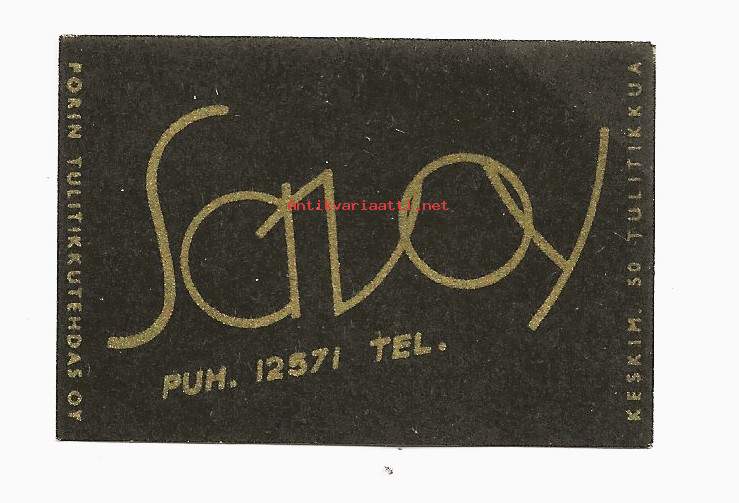 PORIN TULITIKKUTEHDAS OY
Savoy
Antikvariaatti.net
PUH. 12571 TEL.
KESKIM. 50 TULITIKKUA